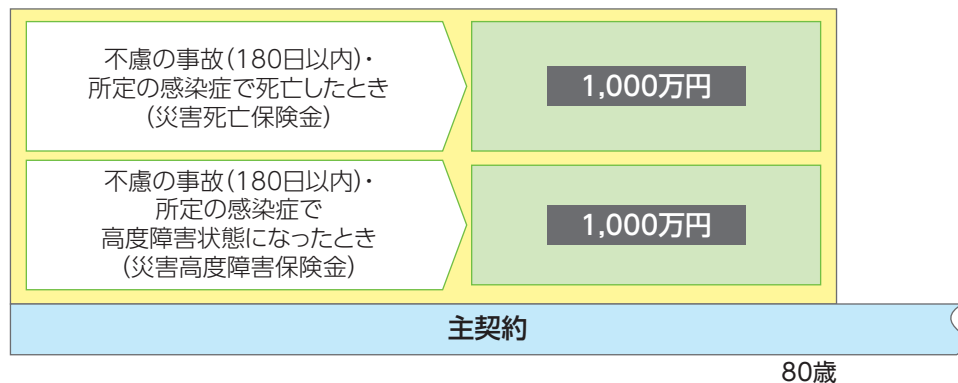 不慮の事故(180日以内)・
所定の感染症で死亡したとき
(災害死亡保険金)
1,000万円
不慮の事故(180日以内)・
所定の感染症で
高度障害状態になったとき
(災害高度障害保険金)
1,000万円
主契約
80歳